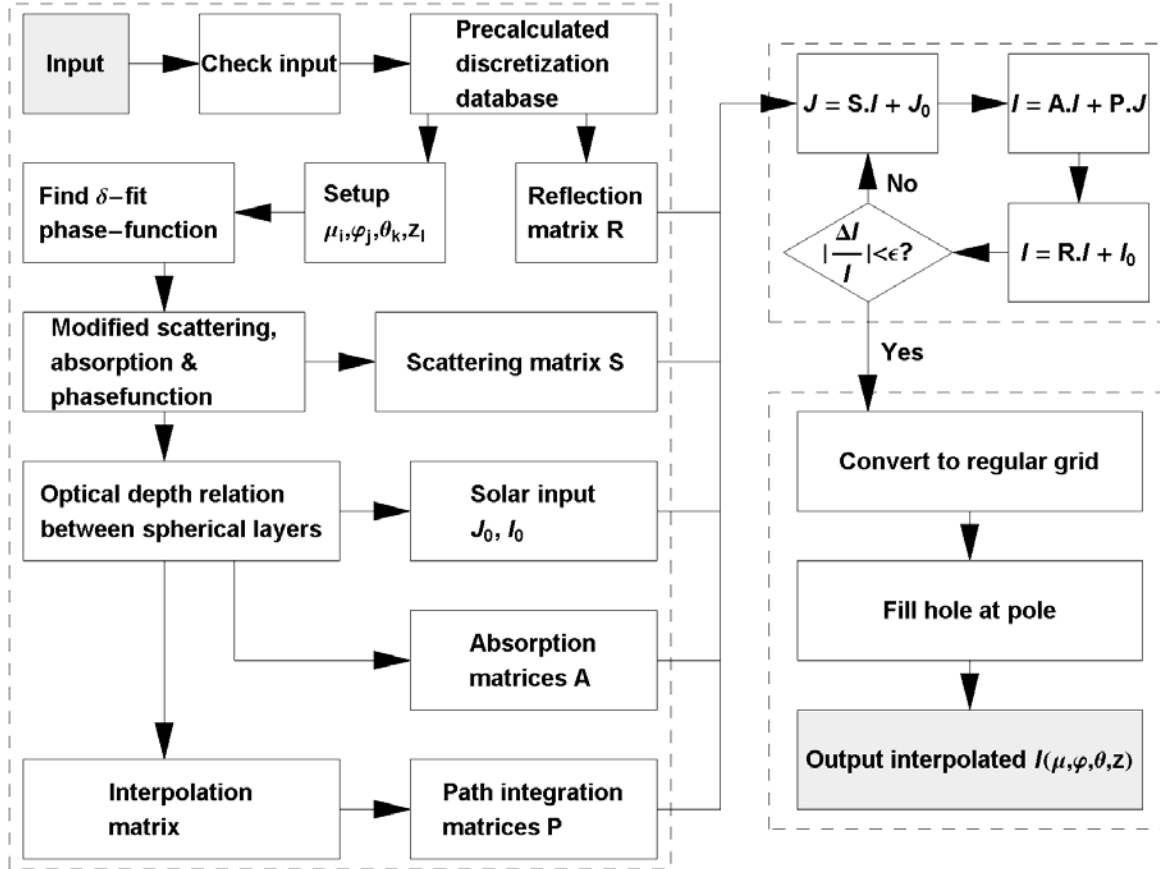 Input
Check input
Precalculated
discretization
database
Find δ−fit
phase−function
Setup
μi,φj,θk,zl
Reflection
matrix R
Modified scattering,
absorption &
phasefunction
Scattering matrix S
Optical depth relation
between spherical layers
Solar input
J0, I0
Absorption
matrices A
Interpolation
matrix
Path integration
matrices P
J = S.I + J0
I = A.I + P.J
No
|ΔI/I|<ϵ?
I = R.I + I0
Yes
Convert to regular grid
Fill hole at pole
Output interpolated I(μ,φ,θ,z)